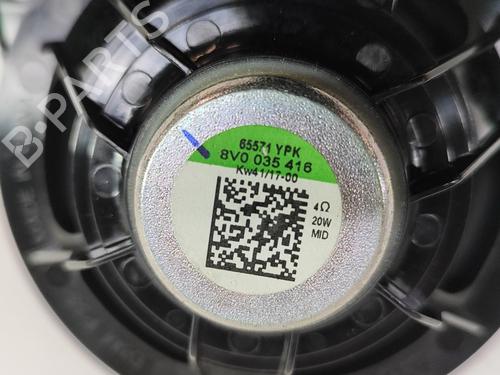 B-PARTS
65571 YPK
8V0 035 416
Kw41/17-00
4Ω
20W
MID